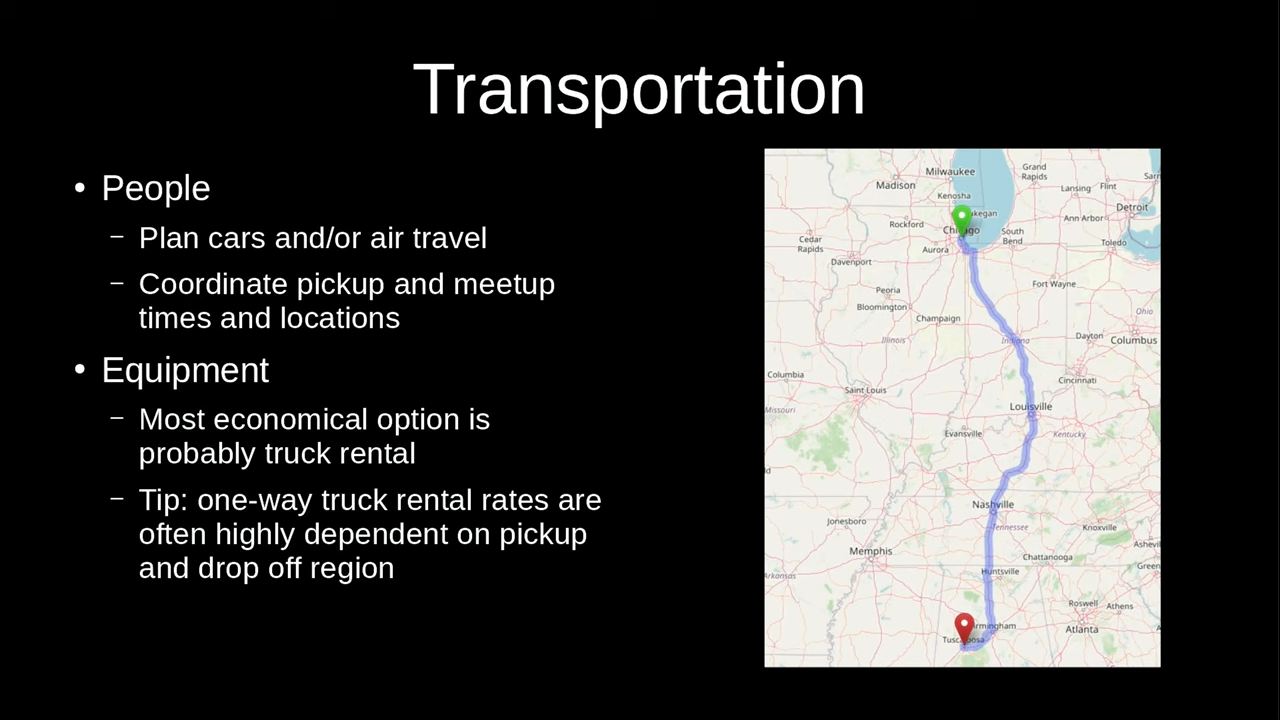 Transportation
• People
– Plan cars and/or air travel
– Coordinate pickup and meetup
times and locations
• Equipment
– Most economical option is
probably truck rental
– Tip: one-way truck rental rates are
often highly dependent on pickup
and drop off region
Milwaukee
Grand
Rapids
Madison
Lansing
Flint
Kenosha
Detroit
Rockford
Ann Arbor
Cedar
Rapids
Aurora
South
Bend
Toledo
Davenport
Peoria
Fort Wayne
Bloomington
Champaign
Ohio
Illinois
Indiana
Dayton
Columbus
Columbia
Cincinnati
Saint Louis
Missouri
Louisville
Evansville
Kentucky
Nashville
Jonesboro
Tennessee
Knoxville
Memphis
Chattanooga
Arkansas
Huntsville
Roswell
Athens
Atlanta